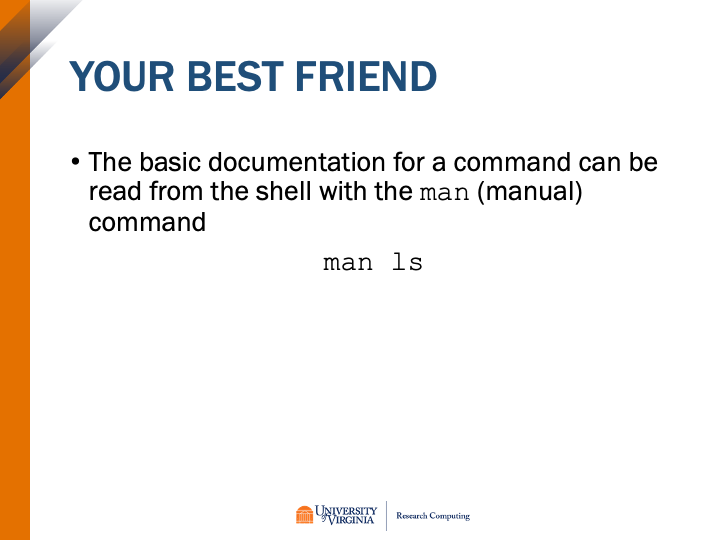 YOUR BEST FRIEND
• The basic documentation for a command can be
read from the shell with the man (manual)
command
man ls
UNIVERSITY
of VIRGINIA
Research Computing